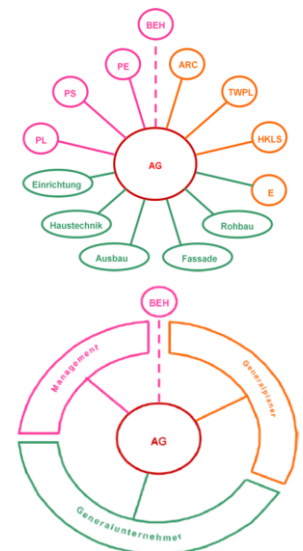 BEH
PE
ARC
PS
TWPL
PL
HKLS
AG
Einrichtung
E
Haustechnik
Rohbau
Ausbau
Fassade
BEH
Management
Generalplaner
AG
Generalunternehmer